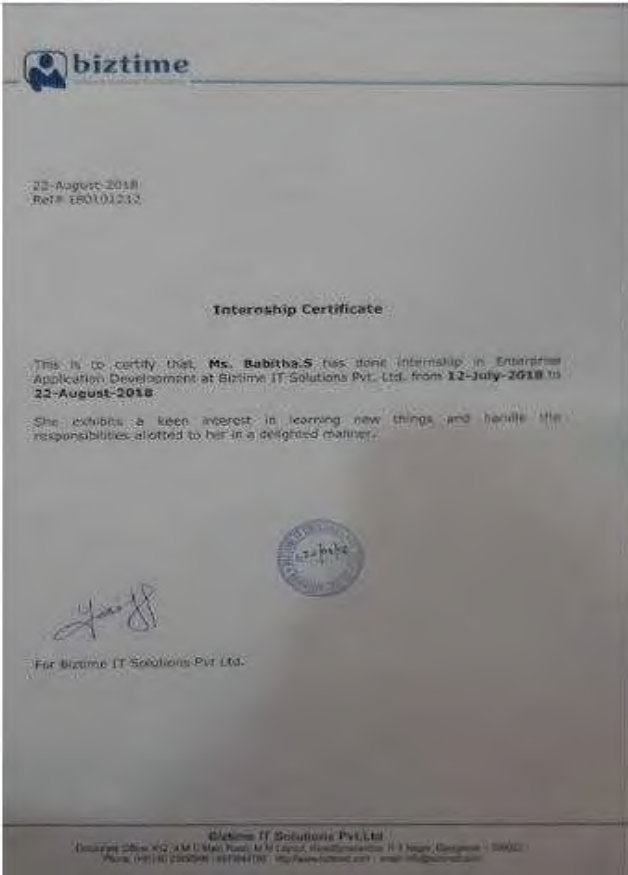 biztime
22-August-2018
Ref# 180101212
Internship Certificate
This is to certify that, Ms. Babitha.S has done internship in Enterprise
Application Development at Biztime IT Solutions Pvt. Ltd. from 12-July-2018 to
22-August-2018
She exhibits a keen interest in learning new things and handle the
responsibilities allotted to her in a delighted manner.
For Biztime IT Solutions Pvt Ltd.
Biztime IT Solutions Pvt.Ltd